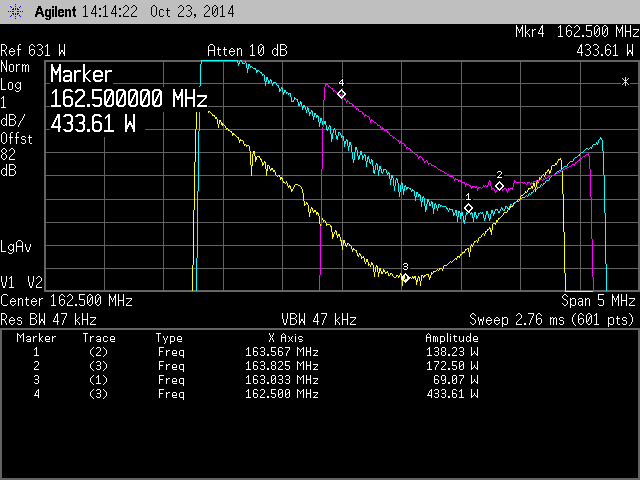 Agilent 14:14:22 Oct 23, 2014
Mkr4 162.500 MHz
Ref 631 W Atten 10 dB 433.61 W
Norm
Log
1
dB/
Offst
82
dB
LgAv
V1 V2
Marker
162.500000 MHz
433.61 W
*
4
2
1
3
Center 162.500 MHz Span 5 MHz
Res BW 47 kHz VBW 47 kHz Sweep 2.76 ms (601 pts)
Marker Trace Type X Axis Amplitude
1 (2) Freq 163.567 MHz 138.23 W
2 (3) Freq 163.825 MHz 172.50 W
3 (1) Freq 163.033 MHz 69.07 W
4 (3) Freq 162.500 MHz 433.61 W